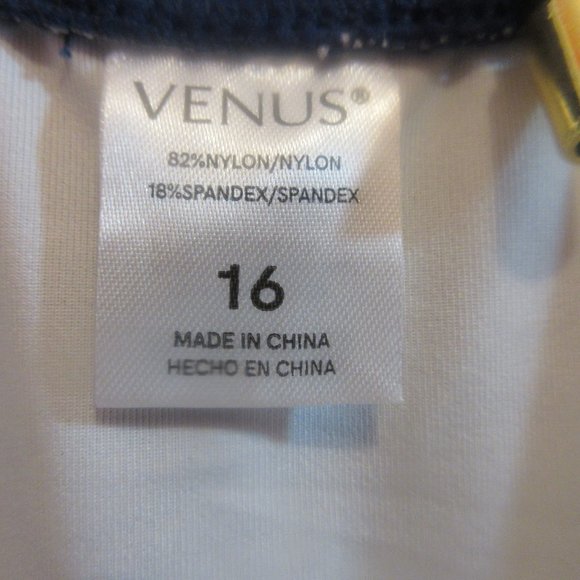 VENUS®
82%NYLON/NYLON
18%SPANDEX/SPANDEX
16
MADE IN CHINA
HECHO EN CHINA